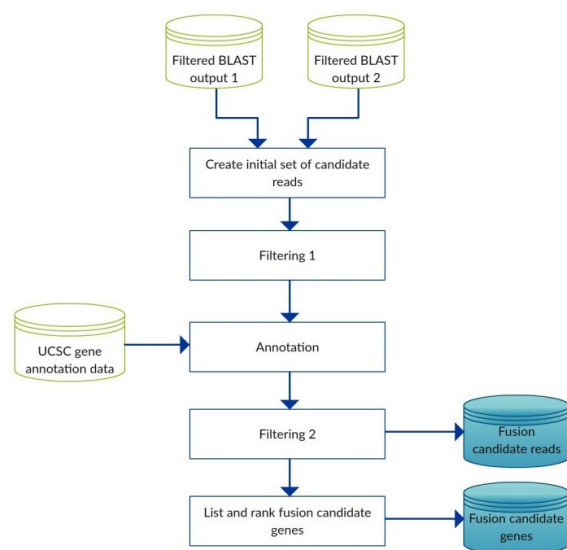 Filtered BLAST
output 1
Filtered BLAST
output 2
Create initial set of candidate
reads
Filtering 1
UCSC gene
annotation data
Annotation
Filtering 2
Fusion
candidate reads
List and rank fusion candidate
genes
Fusion candidate
genes